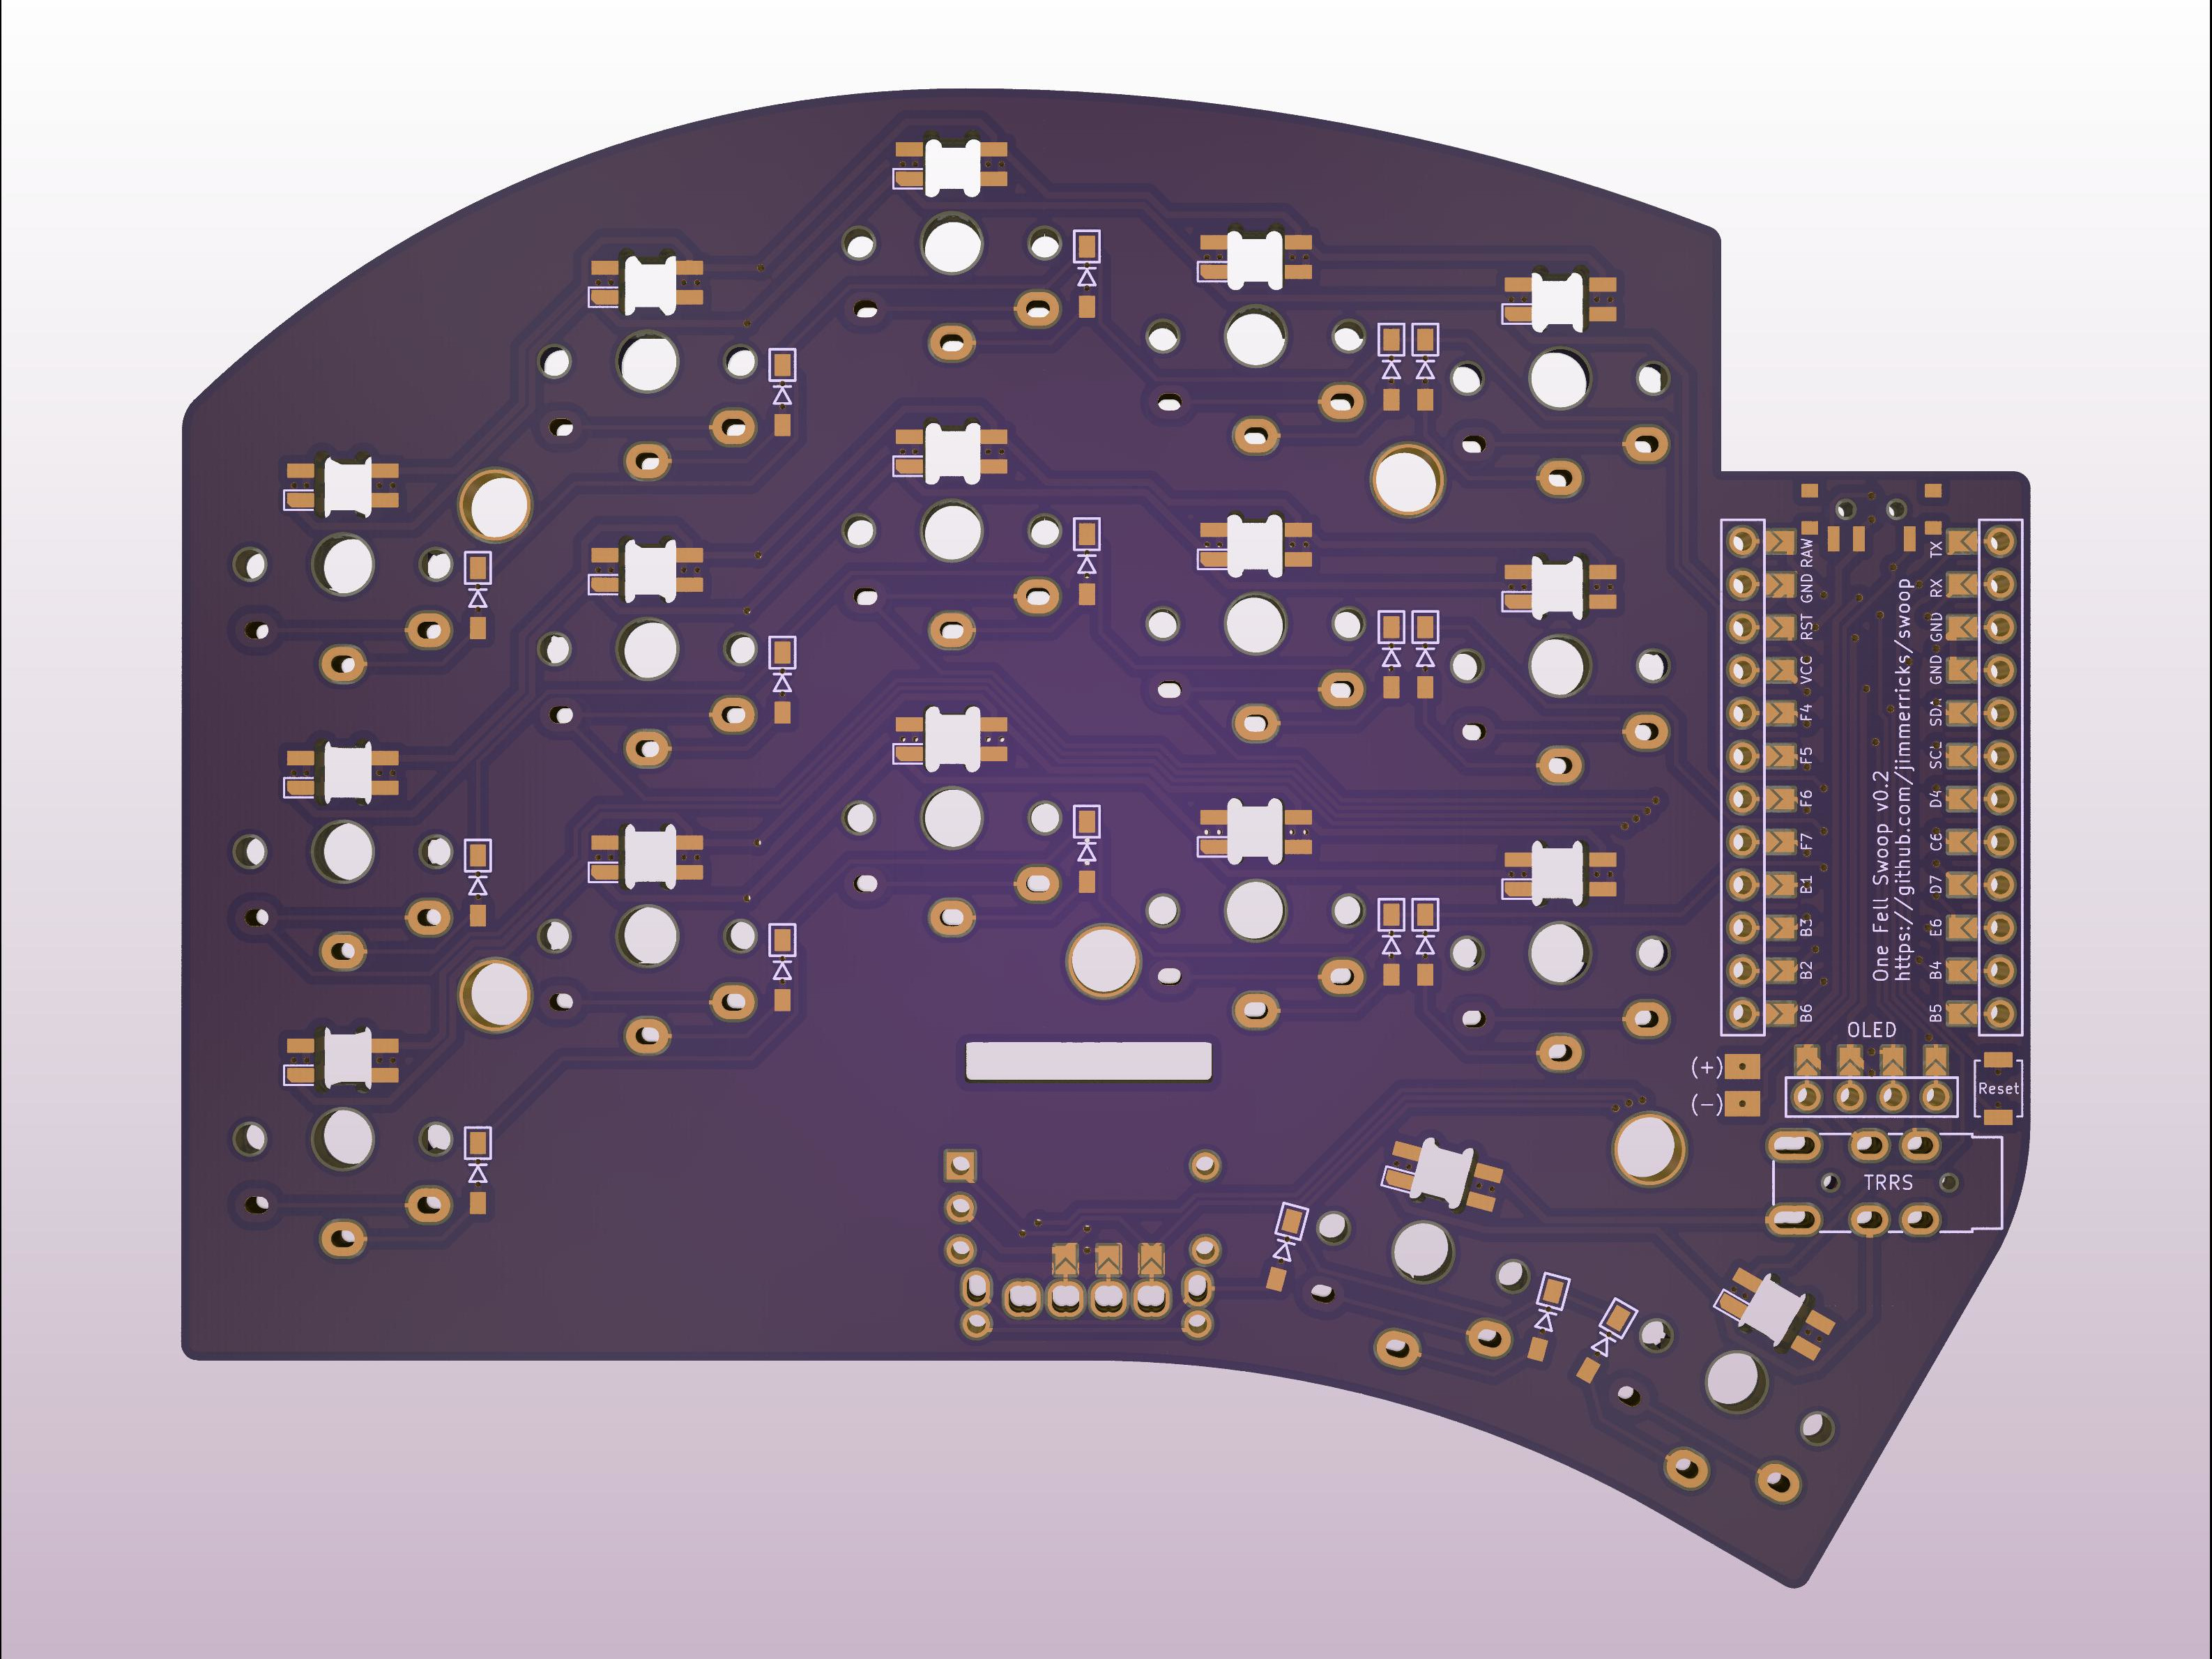 RAW
GND
RST
VCC
F4
F5
F6
F7
B1
B3
B2
B6
One Fell Swoop v0.2
https://github.com/jimmerricks/swoop
TX
RX
GND
GND
SDA
SCL
D4
C6
D7
E6
B4
B5
OLED
(+)
(-)
Reset
TRRS